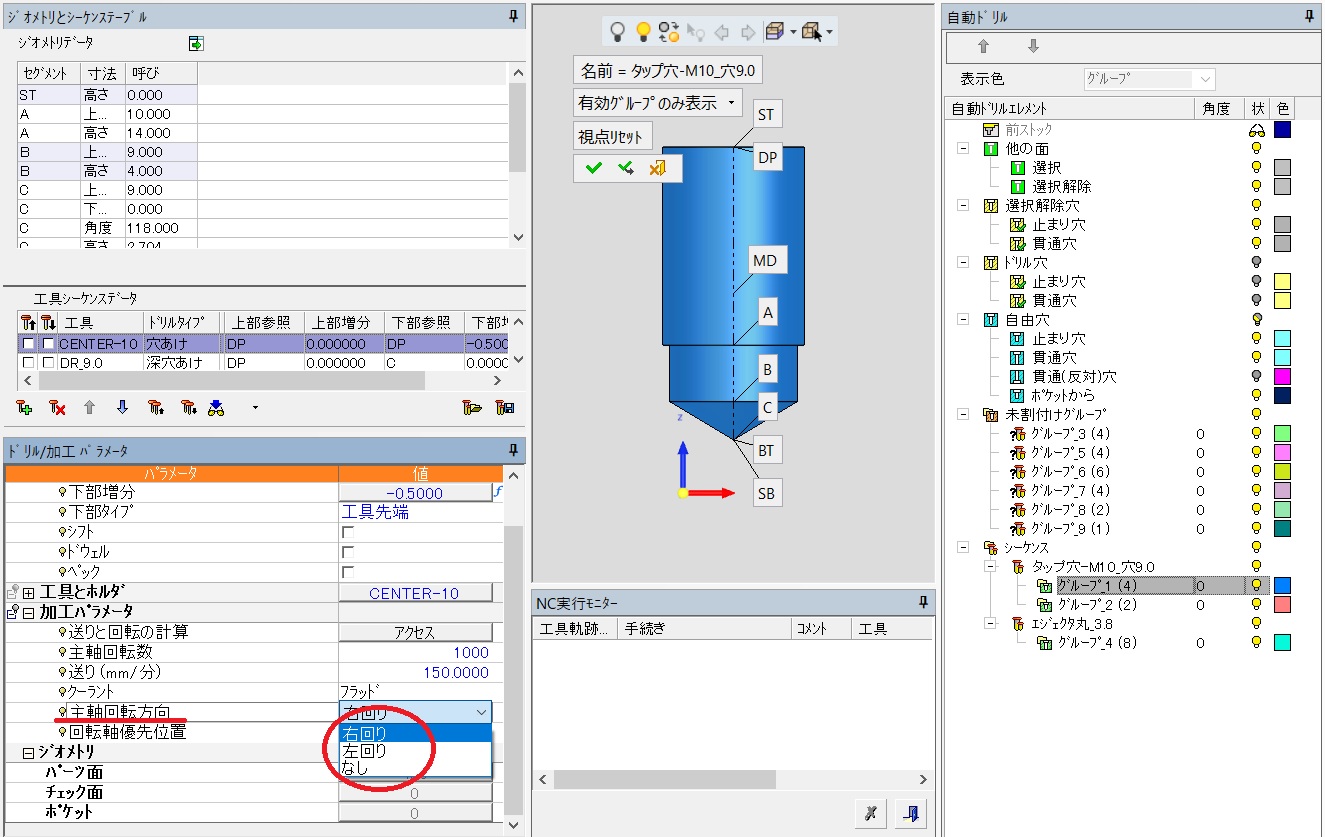 ジオメトリとシーケンステーブル
ジオメトリデータ
セグメント 寸法 呼び
ST 高さ 0.000
A 上... 10.000
A 高さ 14.000
B 上... 9.000
B 高さ 4.000
C 上... 9.000
C 下... 0.000
C 角度 118.000
C 高さ 2.704
工具シーケンスデータ
工具 ドリルタイプ 上部参照 上部増分 下部参照 下部増
CENTER-10 穴あけ DP 0.000000 DP -0.500
DR_9.0 深穴あけ DP 0.000000 C 0.0000
ドリル/加工 パラメータ
パラメータ 値
下部増分 -0.5000
下部タイプ 工具先端
シフト
ドウェル
ペック
工具とホルダ CENTER-10
加工パラメータ
送りと回転の計算 アクセス
主軸回転数 1000
送り(mm/分) 150.0000
クーラント フラッド
主軸回転方向 右回り
右回り
左回り
なし
回転軸優先位置
ジオメトリ
パーツ面
チェック面 0
ポケット 0
名前 = タップ穴-M10_穴9.0
有効グループのみ表示
視点リセット
ST
DP
MD
A
B
C
BT
SB
z
NC実行モニター
工具軌跡... 手続き コメント 工具
自動ドリル
表示色 グループ
自動ドリルエレメント 角度 状 色
前ストック
他の面
選択
選択解除
選択解除穴
止まり穴
貫通穴
ドリル穴
止まり穴
貫通穴
自由穴
止まり穴
貫通穴
貫通(反対)穴
ポケットから
未割付けグループ
グループ_3 (4) 0
グループ_5 (4) 0
グループ_6 (6) 0
グループ_7 (4) 0
グループ_8 (2) 0
グループ_9 (1) 0
シーケンス
タップ穴-M10_穴9.0
グループ_1 (4) 0
グループ_2 (2) 0
エジェクタ丸_3.8
グループ_4 (8) 0